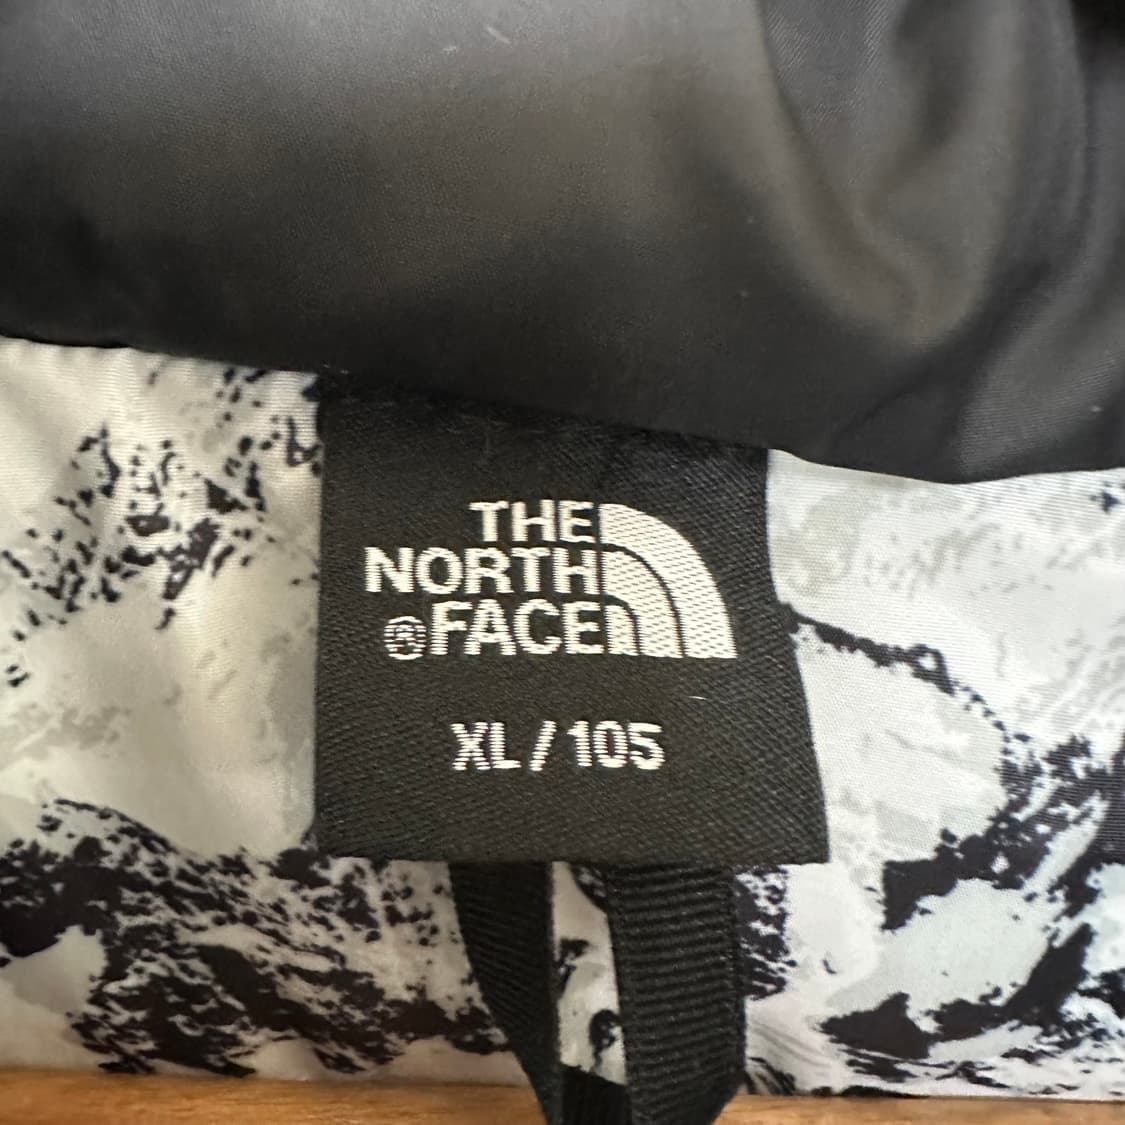 THE
NORTH
®FACE
XL/105